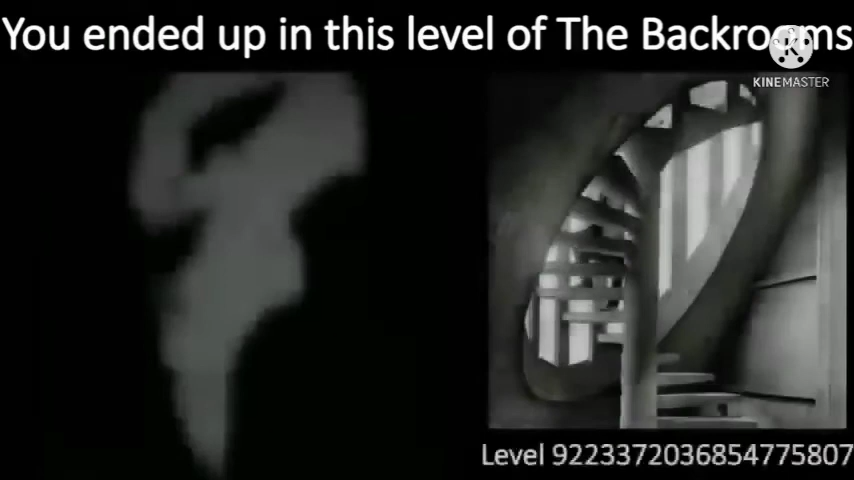 You ended up in this level of The Backrooms
K
KINEMASTER
Level 9223372036854775807